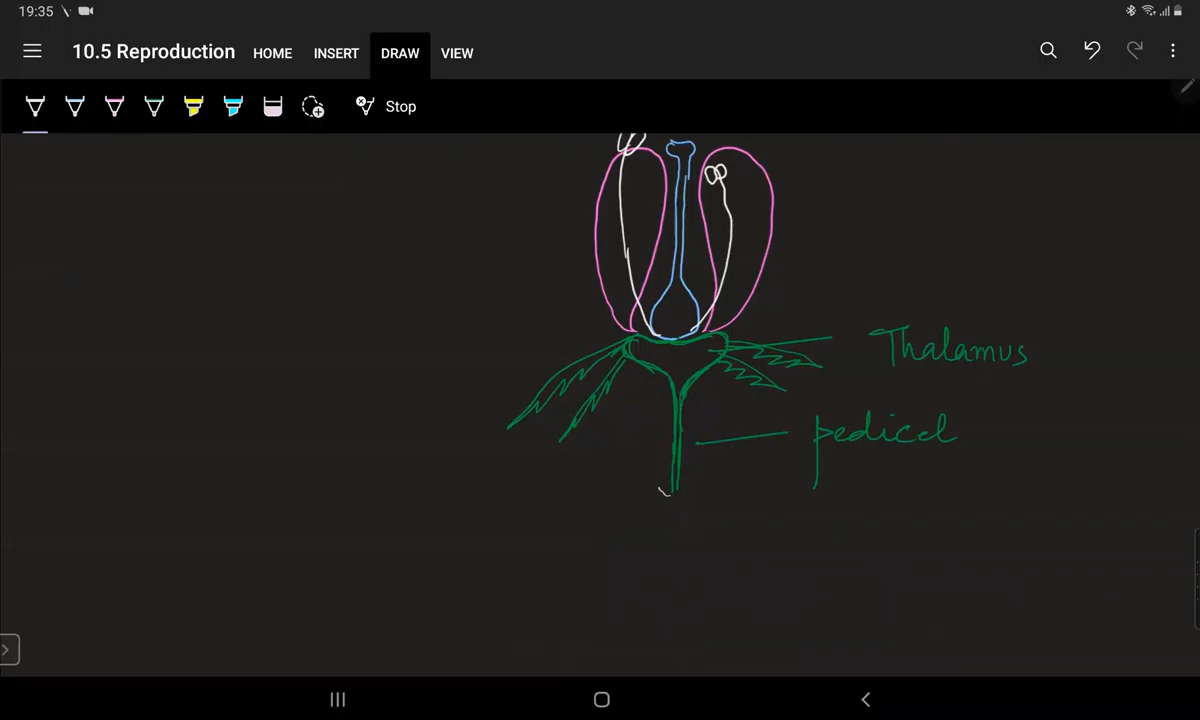 19:35
10.5 Reproduction HOME INSERT DRAW VIEW
Stop
Thalamus
pedicel